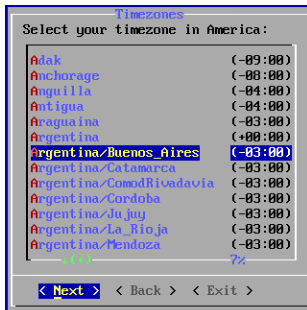 Timezones
Select your timezone in America:
Adak (-09:00)
Anchorage (-08:00)
Anguilla (-04:00)
Antigua (-04:00)
Araguaina (-03:00)
Argentina (+00:00)
Argentina/Buenos_Aires (-03:00)
Argentina/Catamarca (-03:00)
Argentina/ComodRivadavia (-03:00)
Argentina/Cordoba (-03:00)
Argentina/Jujuy (-03:00)
Argentina/La_Rioja (-03:00)
Argentina/Mendoza (-03:00)
↓(+) 7%
< Next > < Back > < Exit >